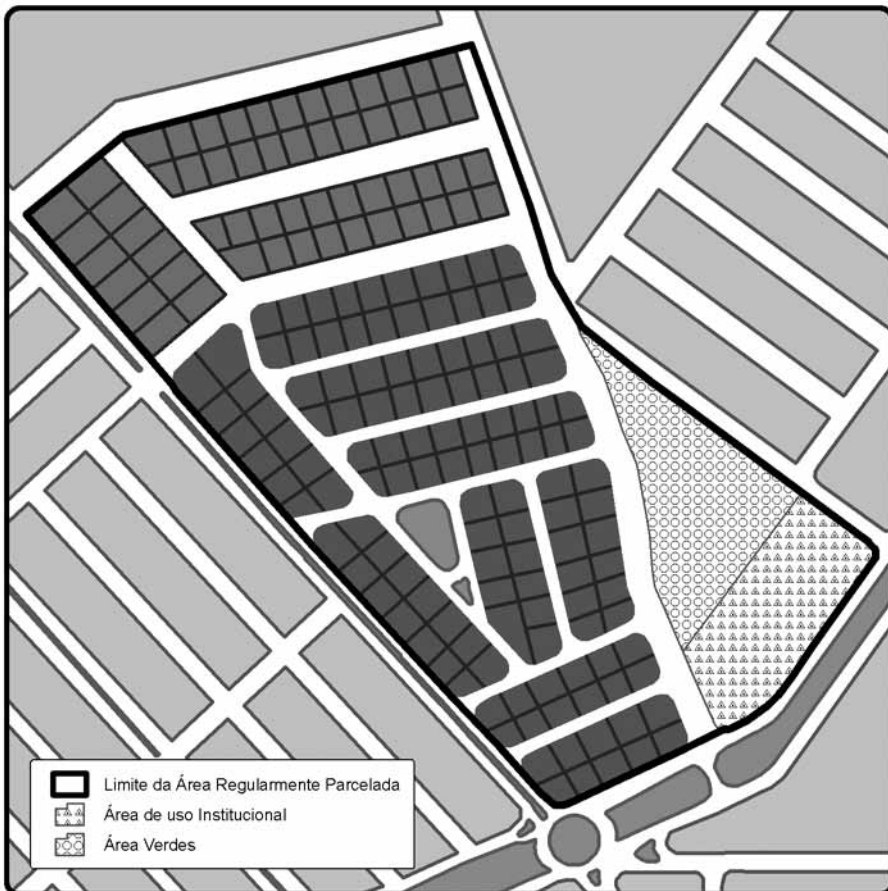 Limite da Área Regularmente Parcelada
Área de uso Institucional
Área Verdes